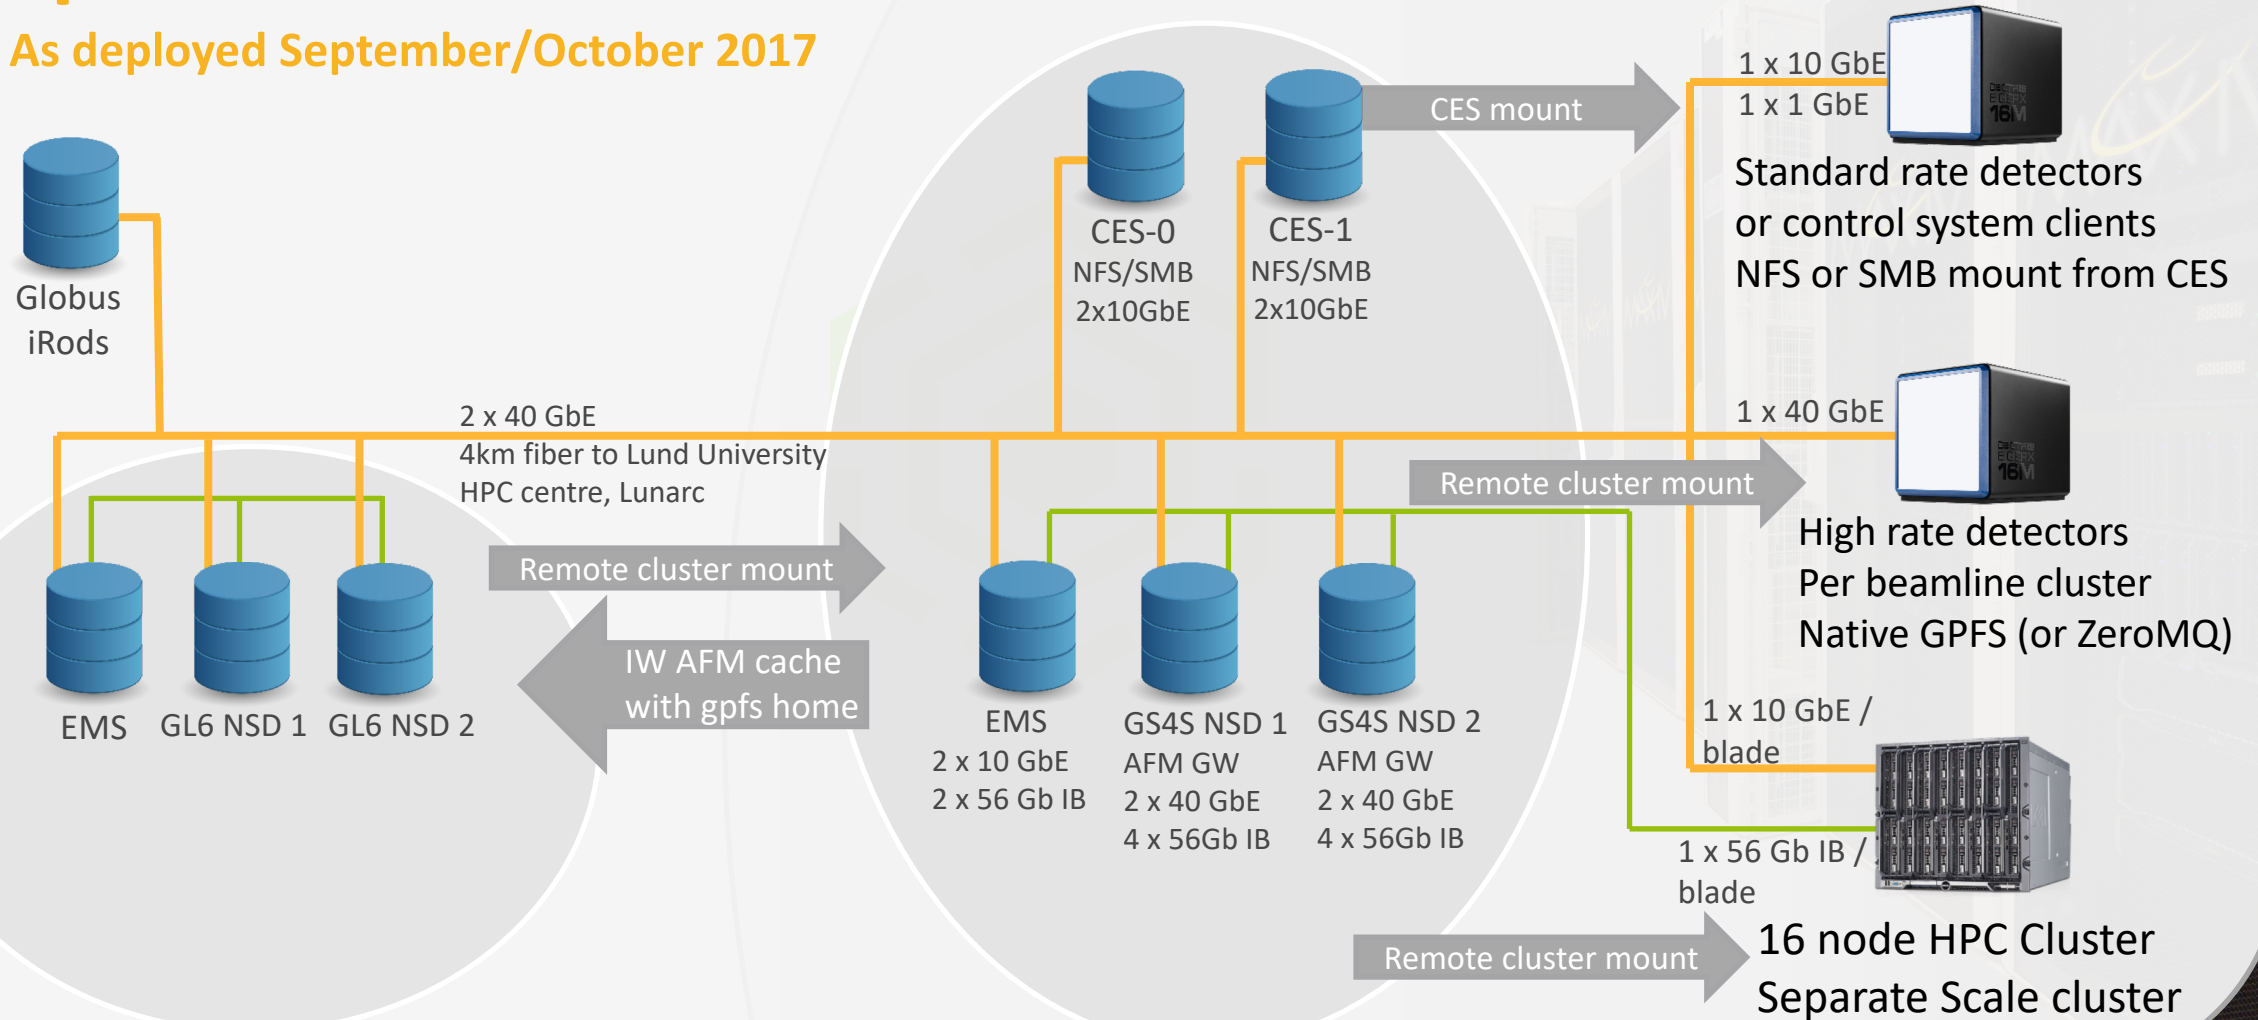 As deployed September/October 2017
Globus
iRods
2 x 40 GbE
4km fiber to Lund University
HPC centre, Lunarc
EMS
GL6 NSD 1
GL6 NSD 2
Remote cluster mount
IW AFM cache
with gpfs home
CES-0
NFS/SMB
2x10GbE
CES-1
NFS/SMB
2x10GbE
CES mount
EMS
2 x 10 GbE
2 x 56 Gb IB
GS4S NSD 1
AFM GW
2 x 40 GbE
4 x 56Gb IB
GS4S NSD 2
AFM GW
2 x 40 GbE
4 x 56Gb IB
1 x 10 GbE
1 x 1 GbE
16M
Standard rate detectors
or control system clients
NFS or SMB mount from CES
1 x 40 GbE
Remote cluster mount
16M
High rate detectors
Per beamline cluster
Native GPFS (or ZeroMQ)
1 x 10 GbE /
blade
1 x 56 Gb IB /
blade
Remote cluster mount
16 node HPC Cluster
Separate Scale cluster